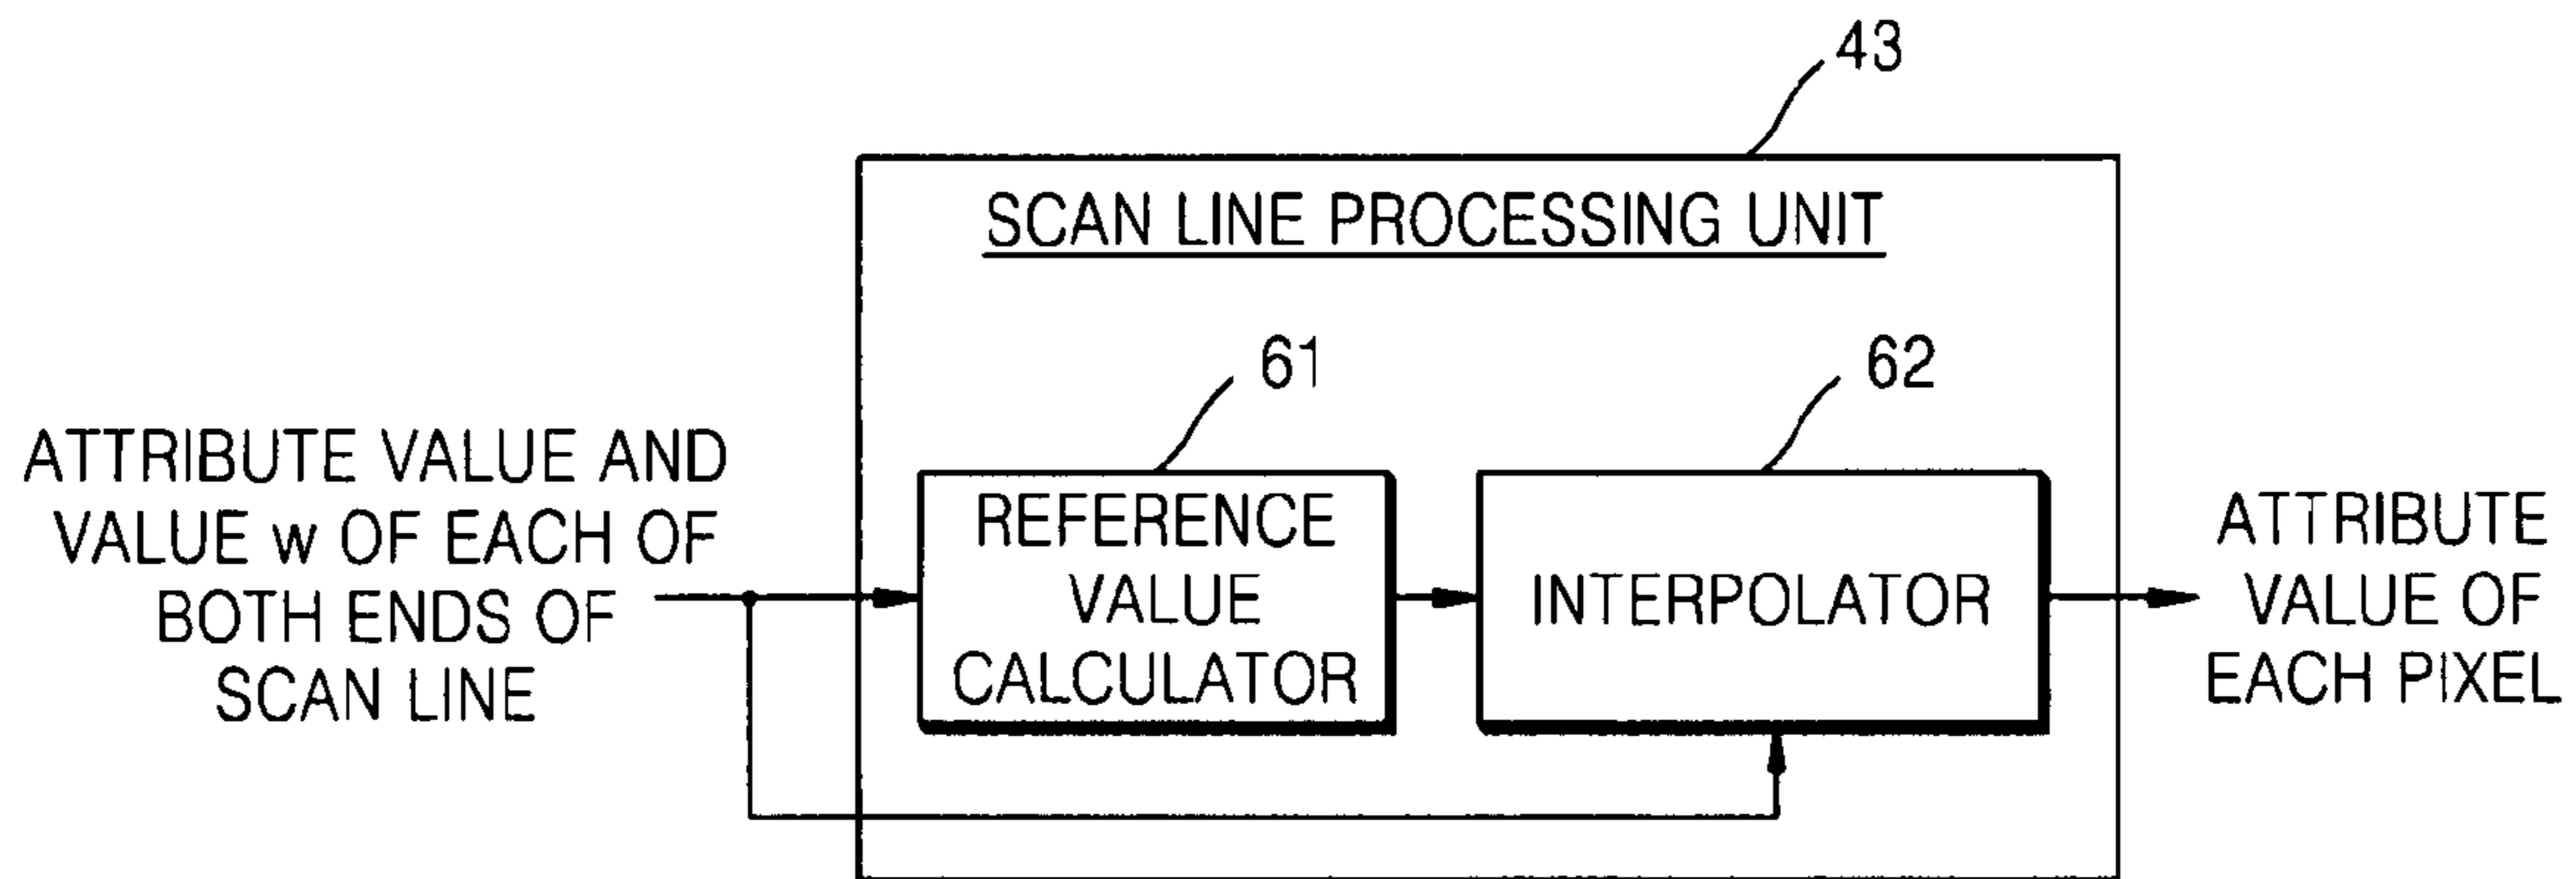 43
SCAN LINE PROCESSING UNIT
61
62
ATTRIBUTE VALUE AND
VALUE w OF EACH OF
BOTH ENDS OF
SCAN LINE
REFERENCE
VALUE
CALCULATOR
INTERPOLATOR
ATTRIBUTE
VALUE OF
EACH PIXEL